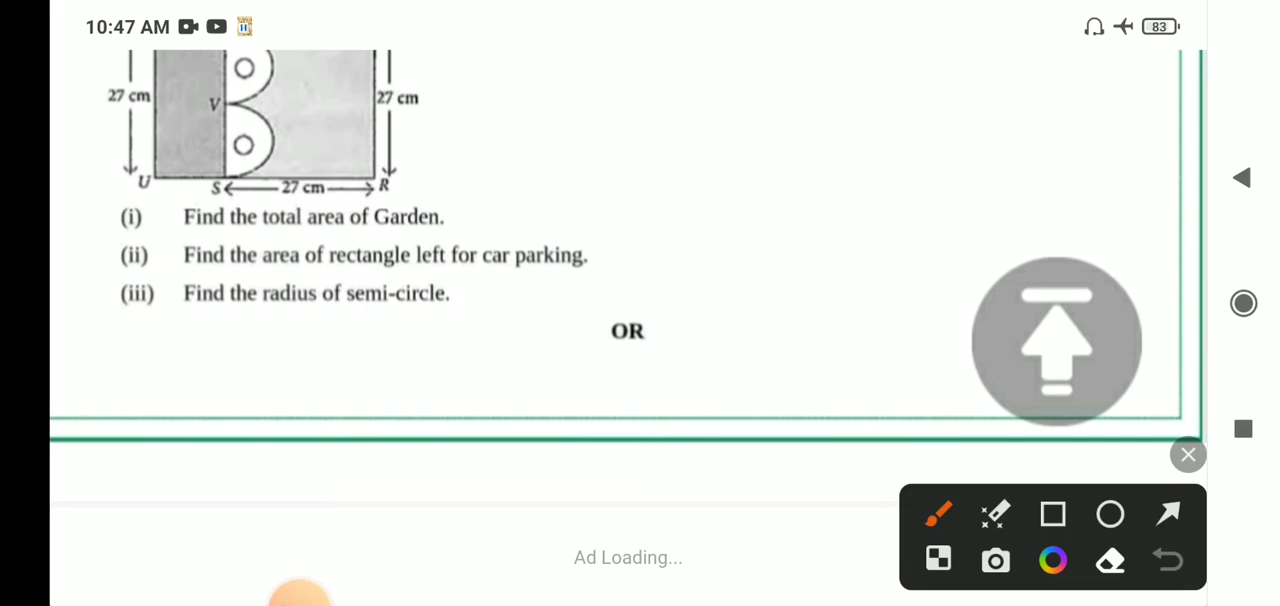 10:47 AM
83
27 cm
V
27 cm
U
S
27 cm
R
(i) Find the total area of Garden.
(ii) Find the area of rectangle left for car parking.
(iii) Find the radius of semi-circle.
OR
Ad Loading...